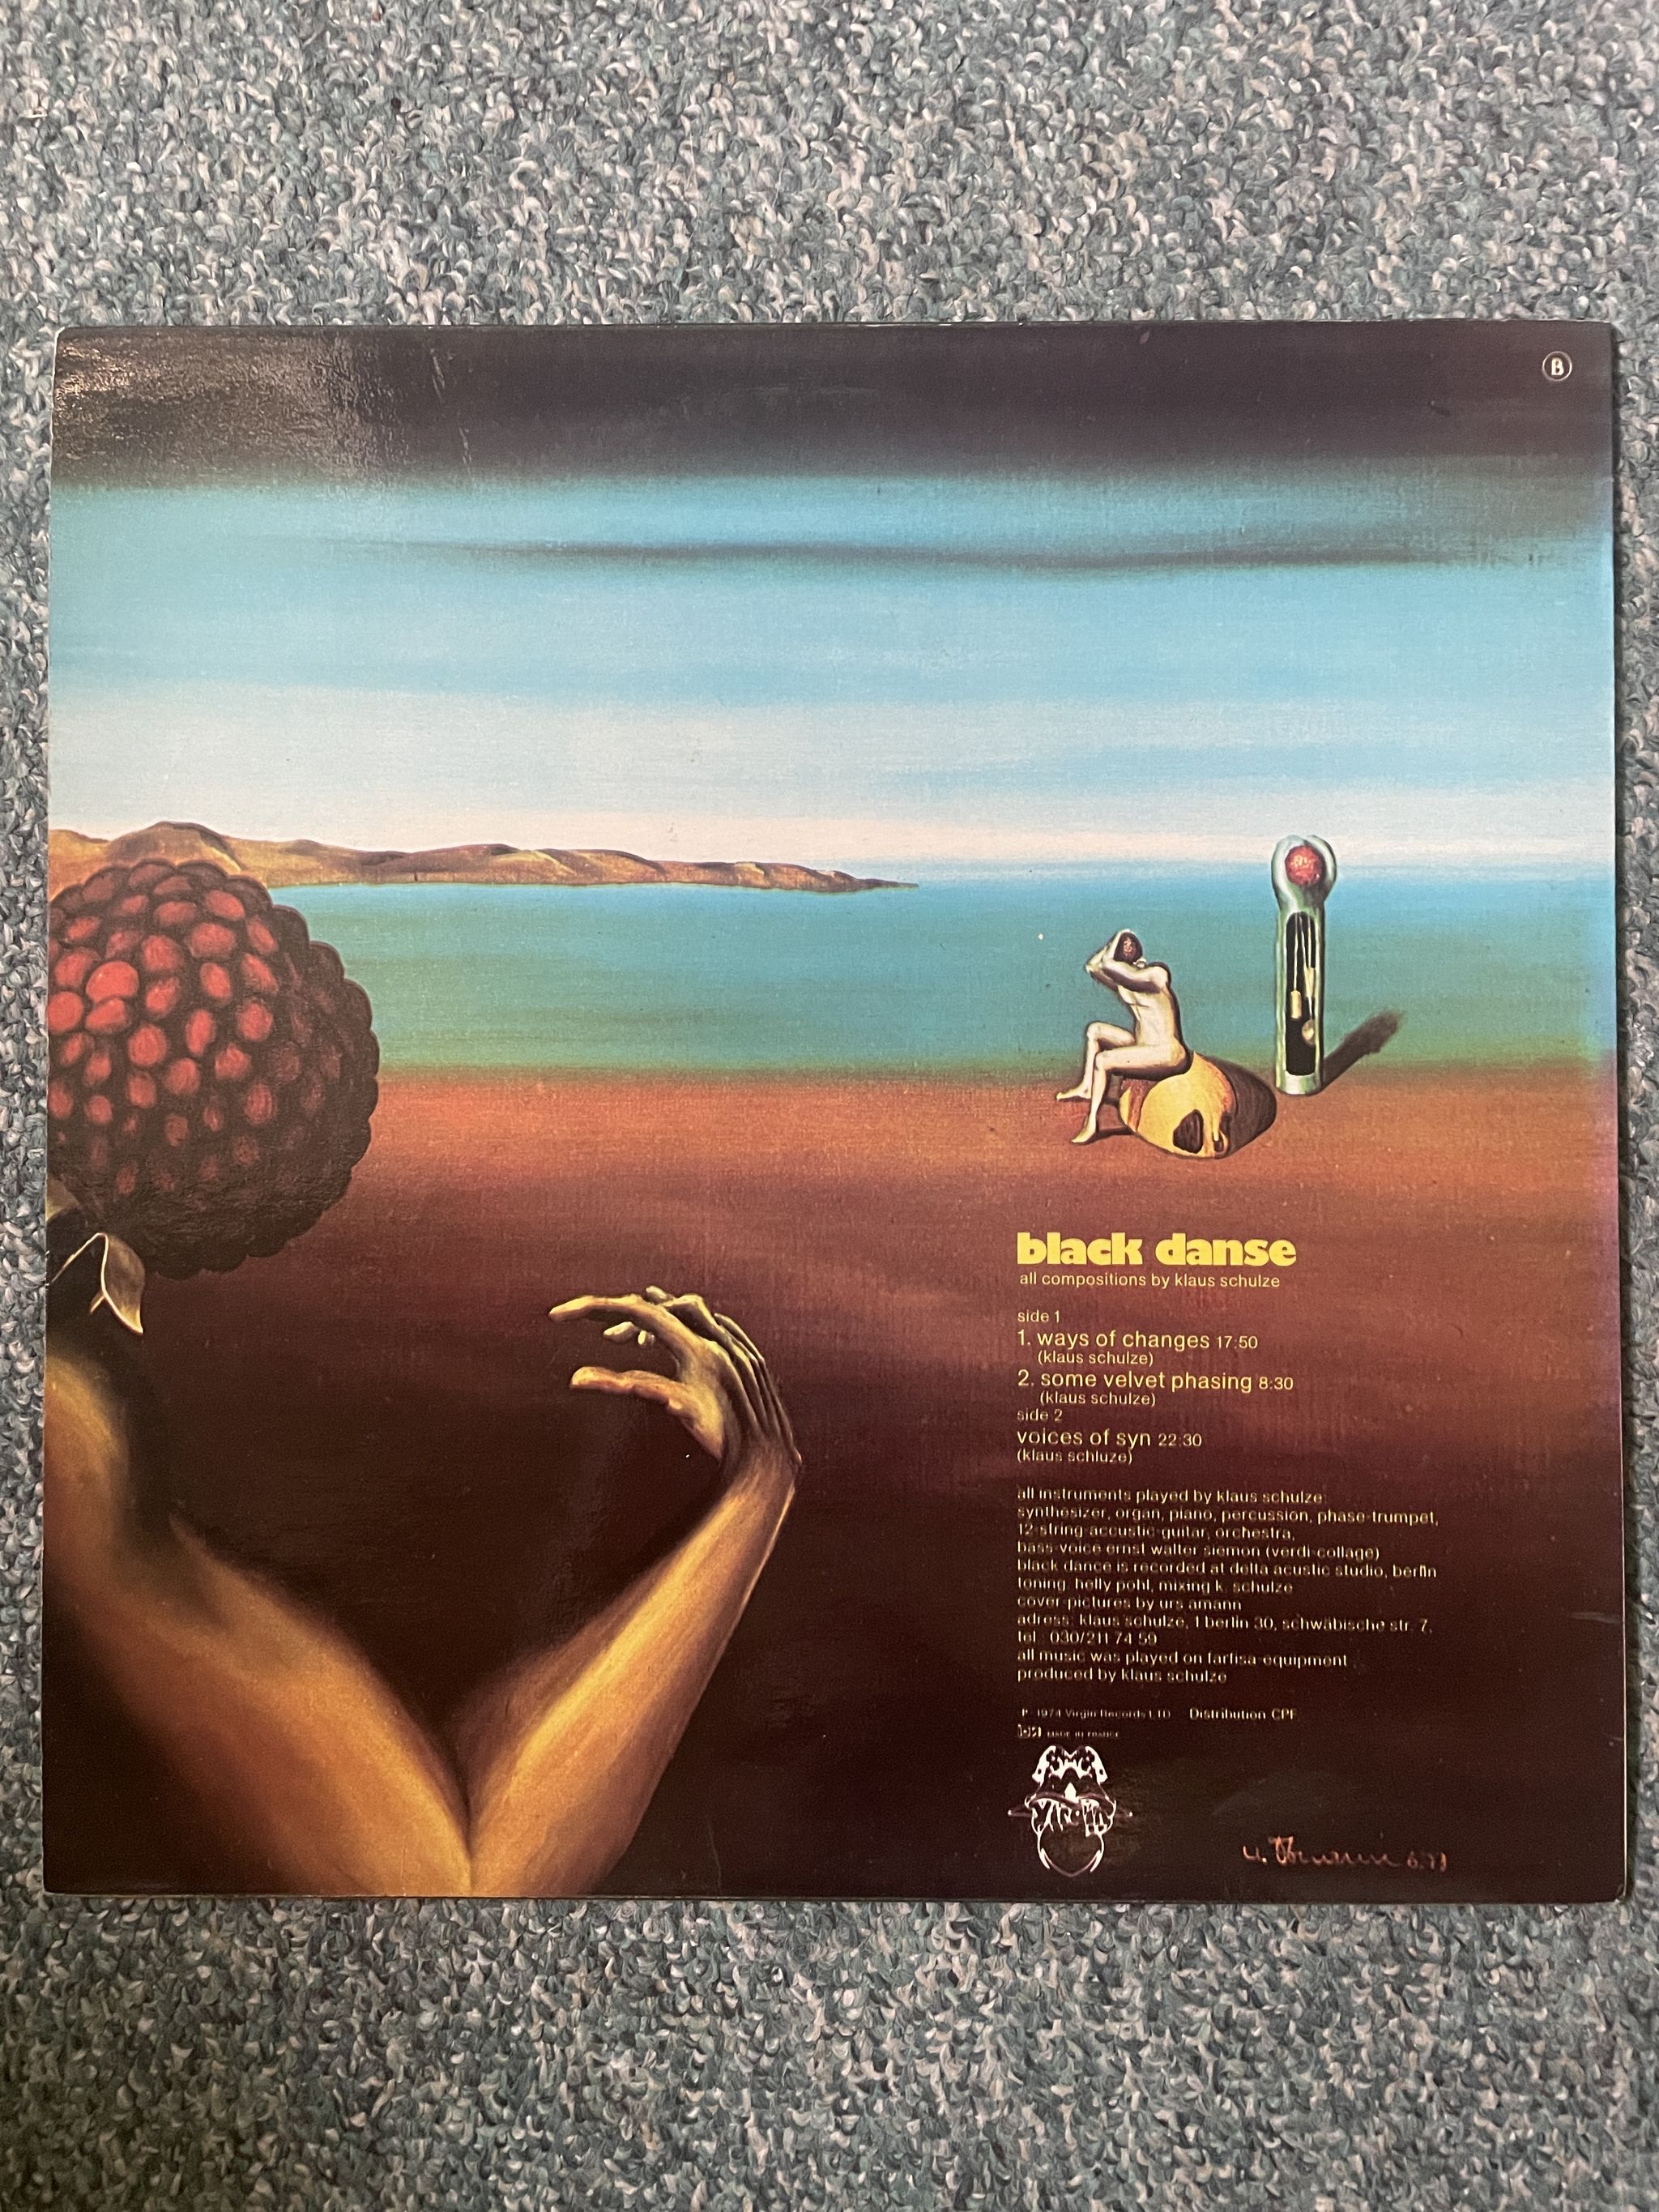 B
black danse
all compositions by klaus schulze
side 1
1. ways of changes 17:50
(klaus schulze)
2. some velvet phasing 8:30
(klaus schulze)
side 2
voices of syn 22:30
(klaus schluze)
all instruments played by klaus schulze:
synthesizer, organ, piano, percussion, phase-trumpet,
12-string-accustic-guitar, orchestra,
bass-voice ernst walter siemon (verdi-collage)
black dance is recorded at delta acustic studio, berlin
toning: helly pohl, mixing k. schulze
cover-pictures by urs amann
adress: klaus schulze, 1 berlin 30, schwäbische str. 7,
tel.: 030/211 74 59
all music was played on farfisa-equipment
produced by klaus schulze
P 1974 Virgin Records LTD Distribution CPF
MADE IN FRANCE
Virgin